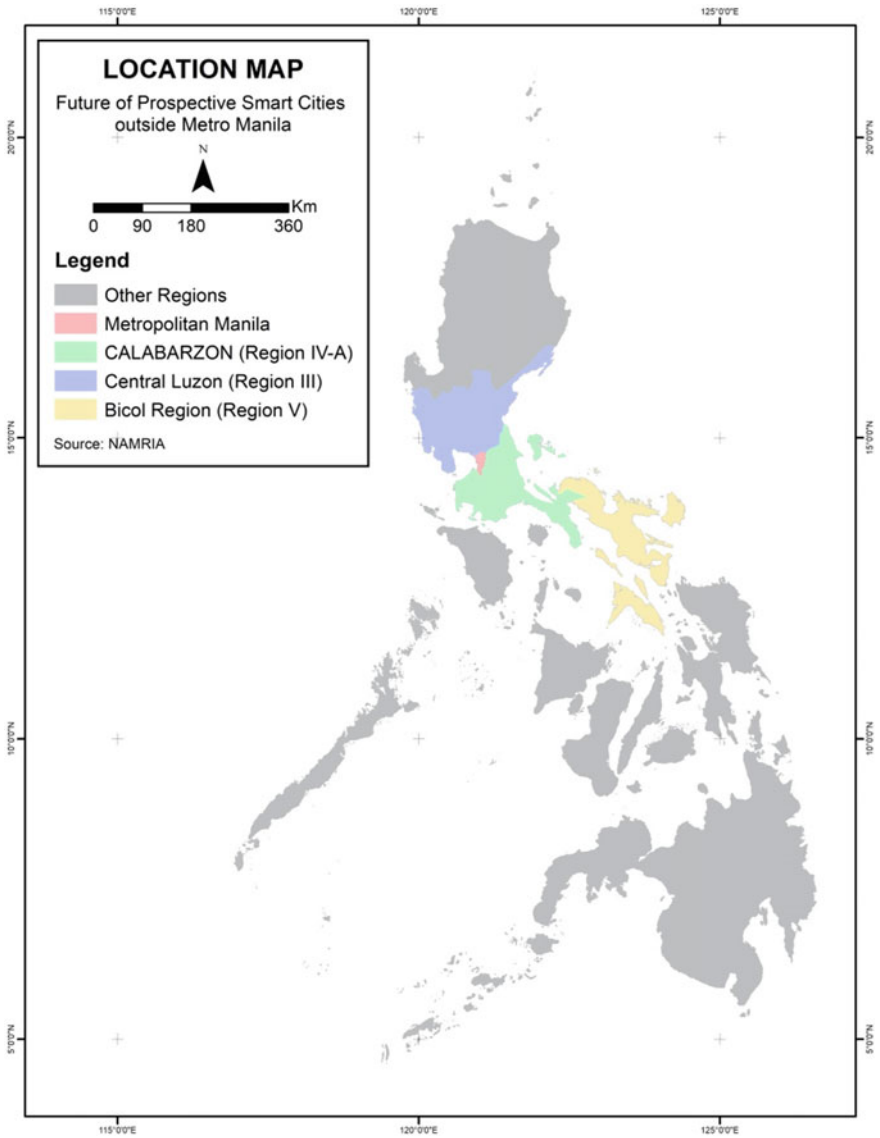 115°0'0"E 120°0'0"E 125°0'0"E
LOCATION MAP
Future of Prospective Smart Cities
outside Metro Manila
N
Km
0 90 180 360
Legend
Other Regions
Metropolitan Manila
CALABARZON (Region IV-A)
Central Luzon (Region III)
Bicol Region (Region V)
Source: NAMRIA
20°0'0"N 20°0'0"N
15°0'0"N 15°0'0"N
10°0'0"N 10°0'0"N
5°0'0"N 5°0'0"N
115°0'0"E 120°0'0"E 125°0'0"E